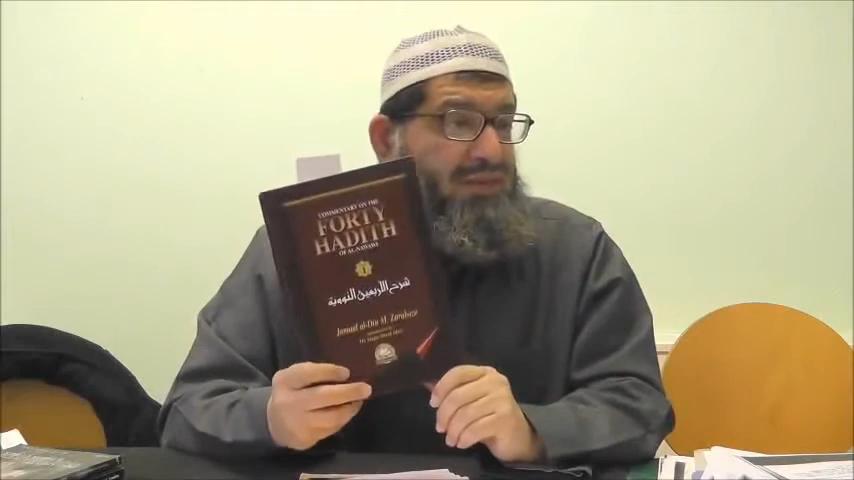 COMMENTARY ON THE
FORTY
HADITH
OF AL-NAWAWI
1
شرح الأربعين النووية
Jamaal al-Din M. Zarabozo